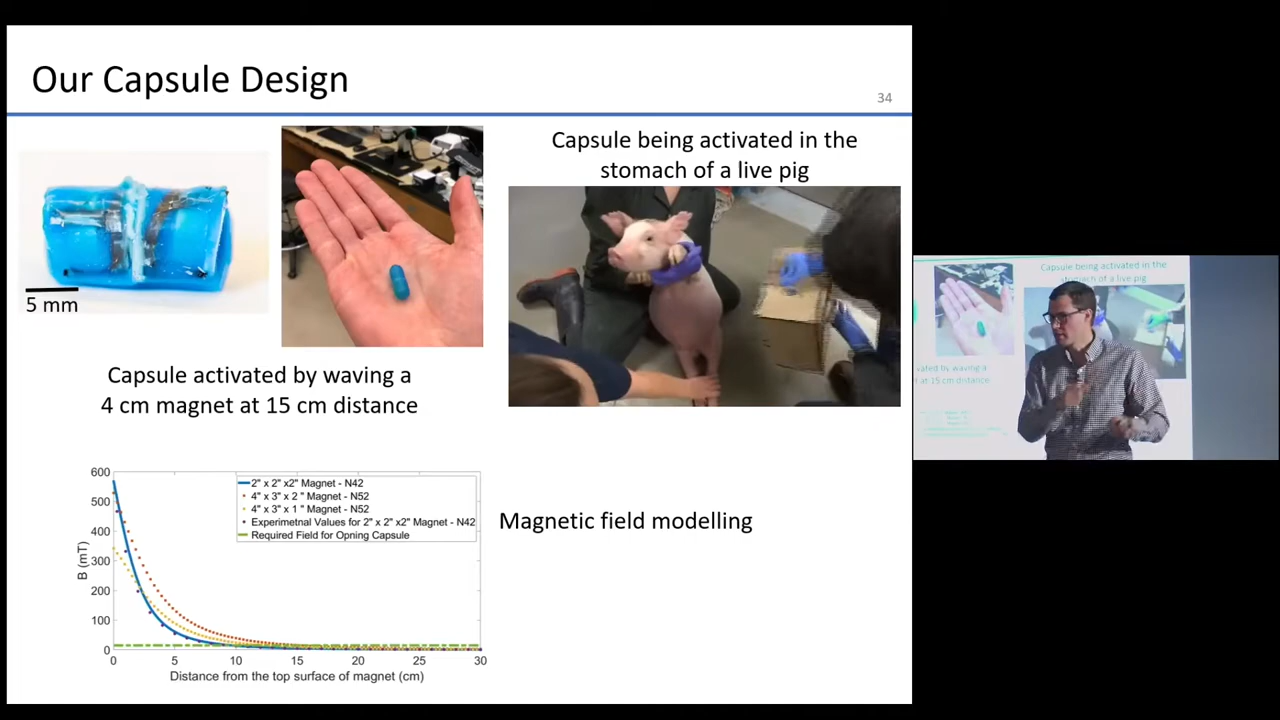 Our Capsule Design
34
5 mm
Capsule being activated in the
stomach of a live pig
Capsule activated by waving a
4 cm magnet at 15 cm distance
600
500
400
300
200
100
0
B (mT)
0 5 10 15 20 25 30
Distance from the top surface of magnet (cm)
2" x 2" x2" Magnet - N42
4" x 3" x 2 " Magnet - N52
4" x 3" x 1 " Magnet - N52
Experimetnal Values for 2" x 2" x2" Magnet - N42
Required Field for Opning Capsule
Magnetic field modelling
Capsule being activated in the
stomach of a live pig
ated by waving a
at 15 cm distance